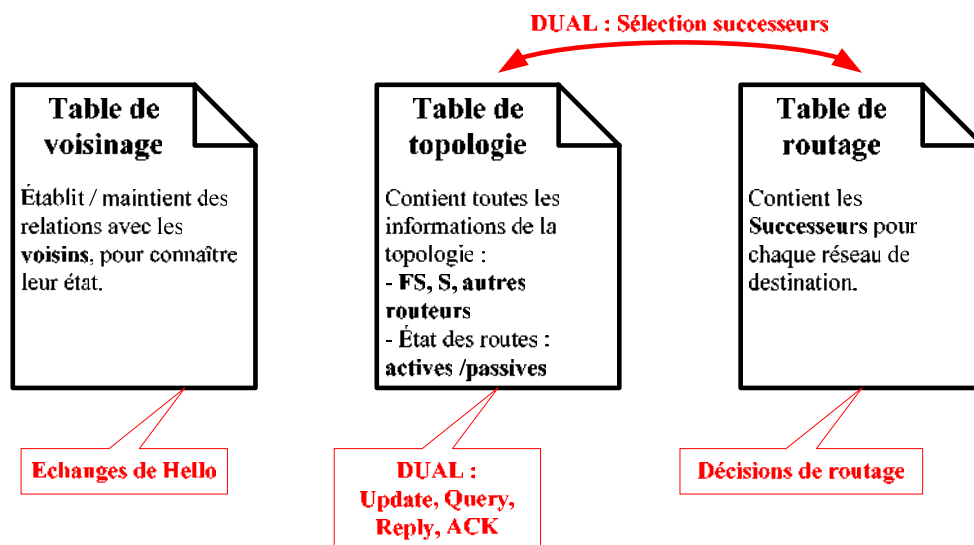 DUAL : Sélection successeurs
Table de
voisinage
Établit / maintient des
relations avec les
voisins, pour connaître
leur état.
Echanges de Hello
Table de
topologie
Contient toutes les
informations de la
topologie :
- FS, S, autres
routeurs
- État des routes :
actives /passives
DUAL :
Update, Query,
Reply, ACK
Table de
routage
Contient les
Successeurs pour
chaque réseau de
destination.
Décisions de routage